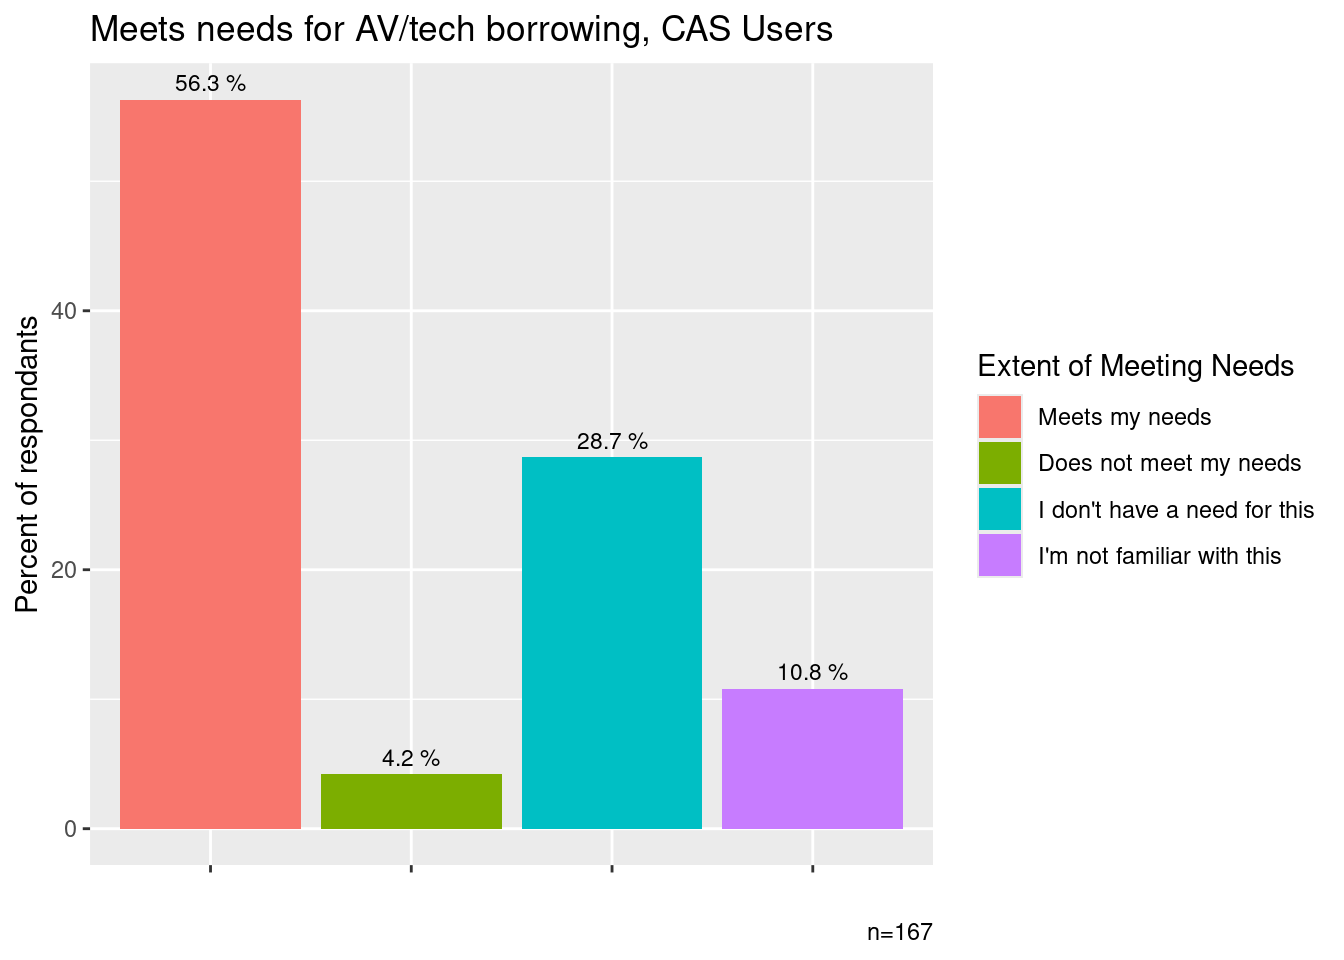 Meets needs for AV/tech borrowing, CAS Users
56.3 %
28.7 %
10.8 %
4.2 %
40
20
0
Percent of respondants
Extent of Meeting Needs
Meets my needs
Does not meet my needs
I don't have a need for this
I'm not familiar with this
n=167